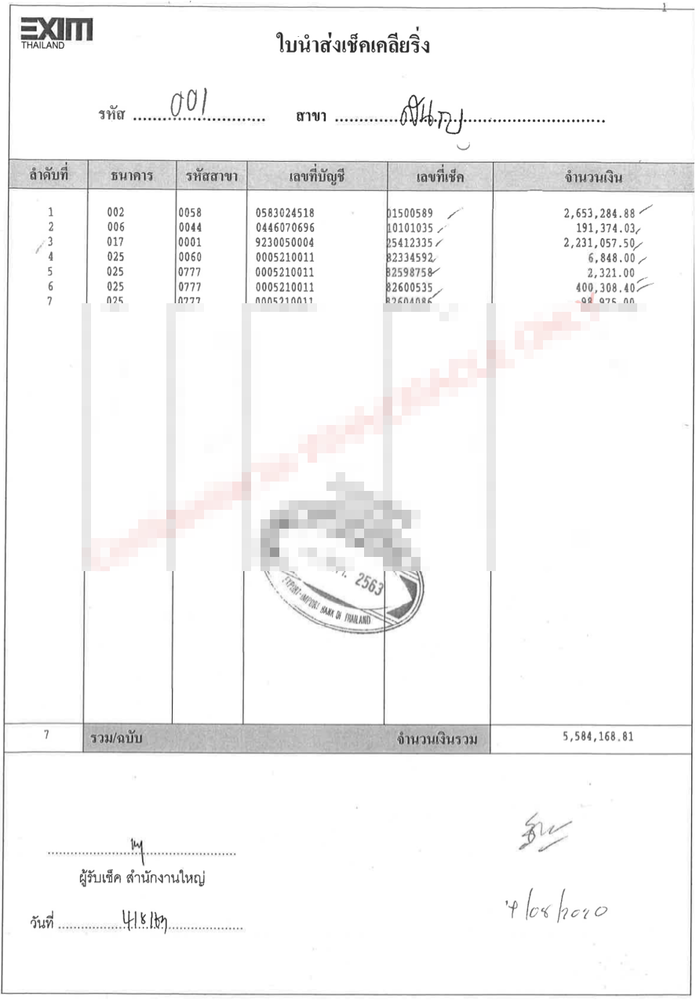 1
EXIM
THAILAND
ใบนำส่งเช็คเคลียริ่ง
รหัส 001 สาขา
ลำดับที่ ธนาคาร รหัสสาขา เลขที่บัญชี เลขที่เช็ค จำนวนเงิน
1 002 0058 0583024518 01500589 2,653,284.88
2 006 0044 0446070696 10101035 191,374.03
3 017 0001 9230050004 25412335 2,231,057.50
4 025 0060 0005210011 82334592 6,848.00
5 025 0777 0005210011 82598758 2,321.00
6 025 0777 0005210011 82600535 400,308.40
7 025 0777 0005210011 82604086 98,975.00
2563
EXPORT-IMPORT BANK OF THAILAND
7 รวม/ฉบับ จำนวนเงินรวม 5,584,168.81
ผู้รับเช็ค สำนักงานใหญ่
วันที่ 4/8/63
4/08/2020